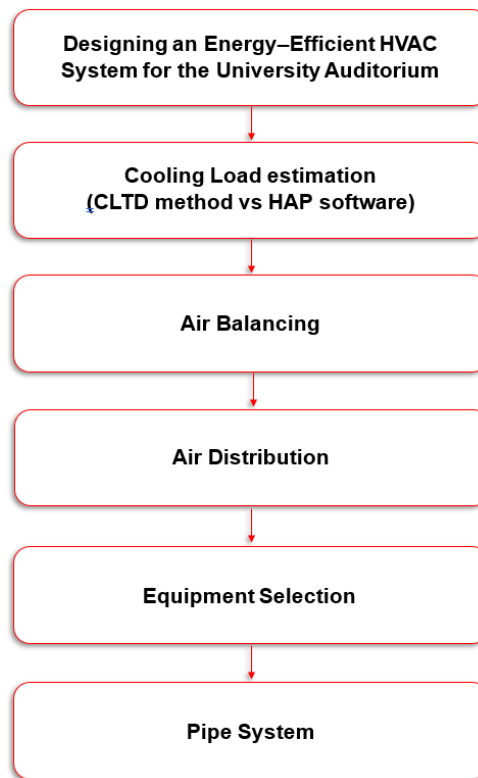 Designing an Energy–Efficient HVAC
System for the University Auditorium
Cooling Load estimation
(CLTD method vs HAP software)
Air Balancing
Air Distribution
Equipment Selection
Pipe System